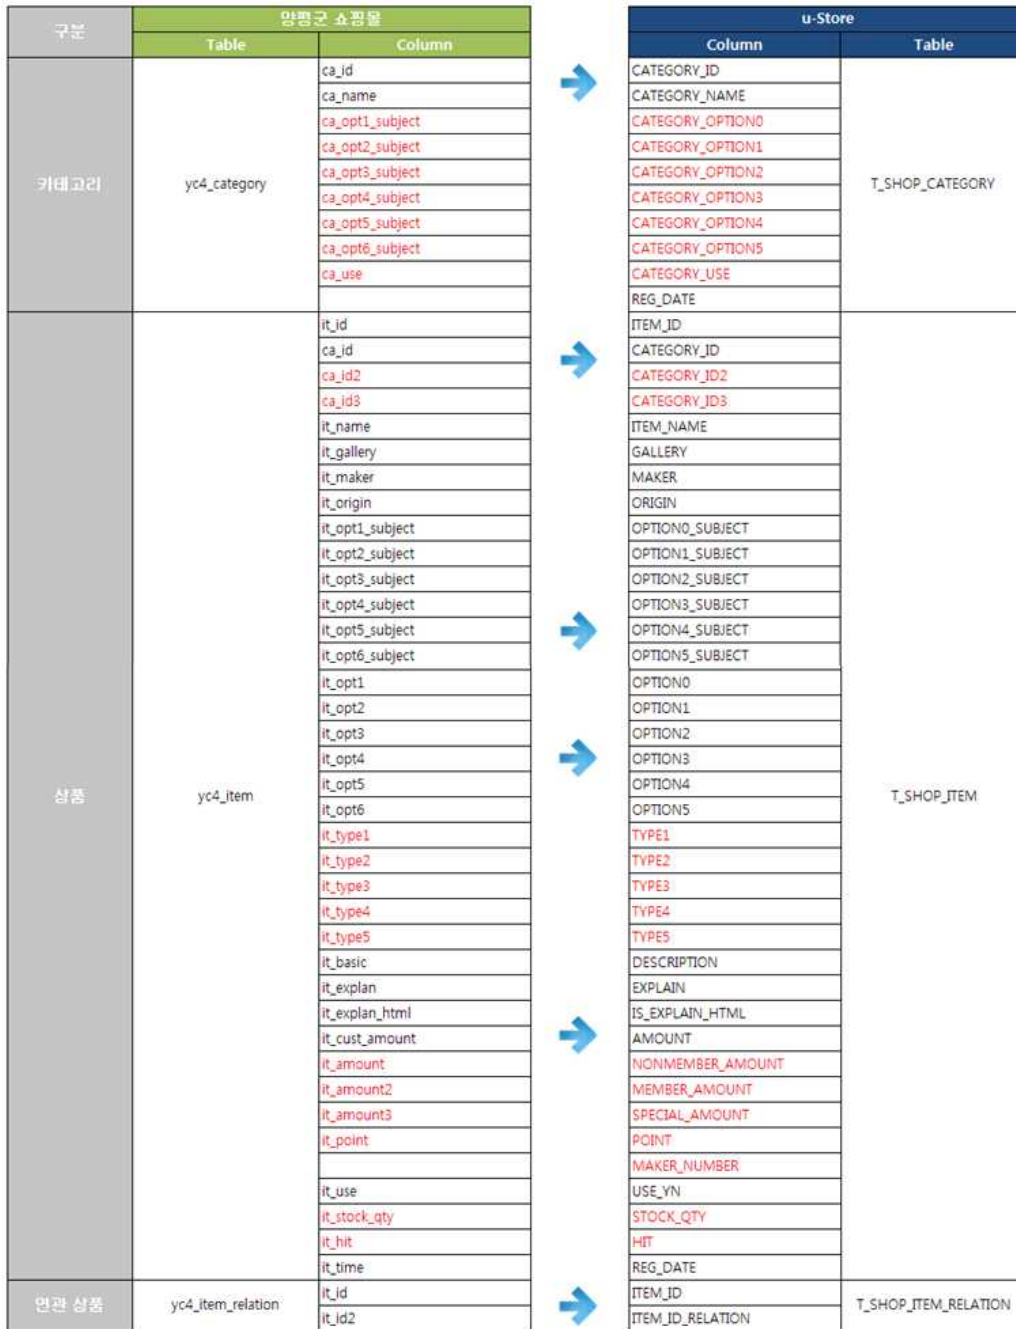 구분 양평군 쇼핑몰 u-Store
Table Column Column Table
ca_id CATEGORY_ID
ca_name CATEGORY_NAME
ca_opt1_subject CATEGORY_OPTION0
ca_opt2_subject CATEGORY_OPTION1
ca_opt3_subject CATEGORY_OPTION2
카테고리 yc4_category ca_opt4_subject CATEGORY_OPTION3 T_SHOP_CATEGORY
ca_opt5_subject CATEGORY_OPTION4
ca_opt6_subject CATEGORY_OPTION5
ca_use CATEGORY_USE
REG_DATE
it_id ITEM_ID
ca_id CATEGORY_ID
ca_id2 CATEGORY_ID2
ca_id3 CATEGORY_ID3
it_name ITEM_NAME
it_gallery GALLERY
it_maker MAKER
it_origin ORIGIN
it_opt1_subject OPTION0_SUBJECT
it_opt2_subject OPTION1_SUBJECT
it_opt3_subject OPTION2_SUBJECT
it_opt4_subject OPTION3_SUBJECT
it_opt5_subject OPTION4_SUBJECT
it_opt6_subject OPTION5_SUBJECT
it_opt1 OPTION0
it_opt2 OPTION1
it_opt3 OPTION2
it_opt4 OPTION3
it_opt5 OPTION4
상품 yc4_item it_opt6 OPTION5 T_SHOP_ITEM
it_type1 TYPE1
it_type2 TYPE2
it_type3 TYPE3
it_type4 TYPE4
it_type5 TYPE5
it_basic DESCRIPTION
it_explan EXPLAIN
it_explan_html IS_EXPLAIN_HTML
it_cust_amount AMOUNT
it_amount NONMEMBER_AMOUNT
it_amount2 MEMBER_AMOUNT
it_amount3 SPECIAL_AMOUNT
it_point POINT
MAKER_NUMBER
it_use USE_YN
it_stock_qty STOCK_QTY
it_hit HIT
it_time REG_DATE
연관 상품 yc4_item_relation it_id ITEM_ID T_SHOP_ITEM_RELATION
it_id2 ITEM_ID_RELATION